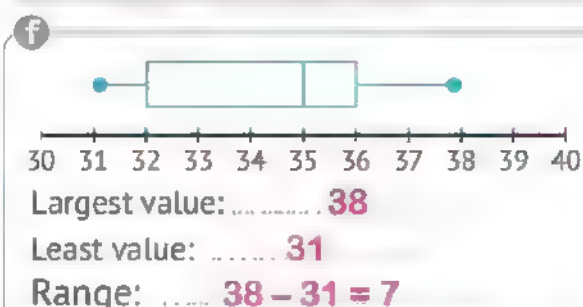 f
30 31 32 33 34 35 36 37 38 39 40
Largest value: ............ 38
Least value: ....... 31
Range: ..... 38 – 31 = 7